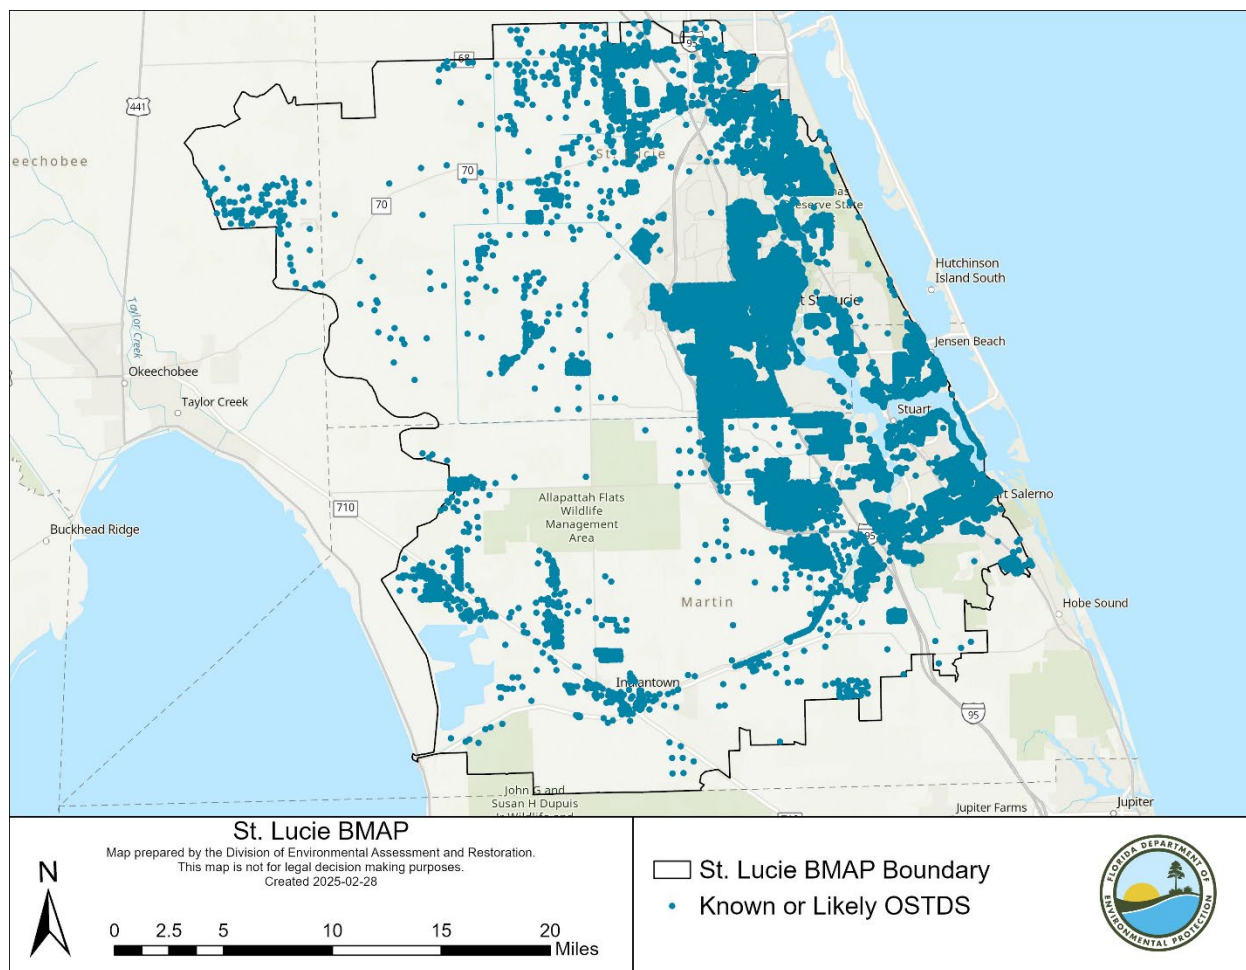 95
68
441
eechobee
St. Lucie
70
70
nas
eserve State
Hutchinson
Island South
t St Lucie
Taylor Creek
Jensen Beach
Okeechobee
Taylor Creek
Stuart
Allapattah Flats
Wildlife
Management
Area
rt Salerno
710
Buckhead Ridge
95
Martin
Hobe Sound
Indiantown
95
John G and
Susan H Dupuis
Jupiter Farms
Jupiter
St. Lucie BMAP
Map prepared by the Division of Environmental Assessment and Restoration.
This map is not for legal decision making purposes.
Created 2025-02-28
N
0 2.5 5 10 15 20
Miles
St. Lucie BMAP Boundary
Known or Likely OSTDS
FLORIDA DEPARTMENT OF
ENVIRONMENTAL PROTECTION